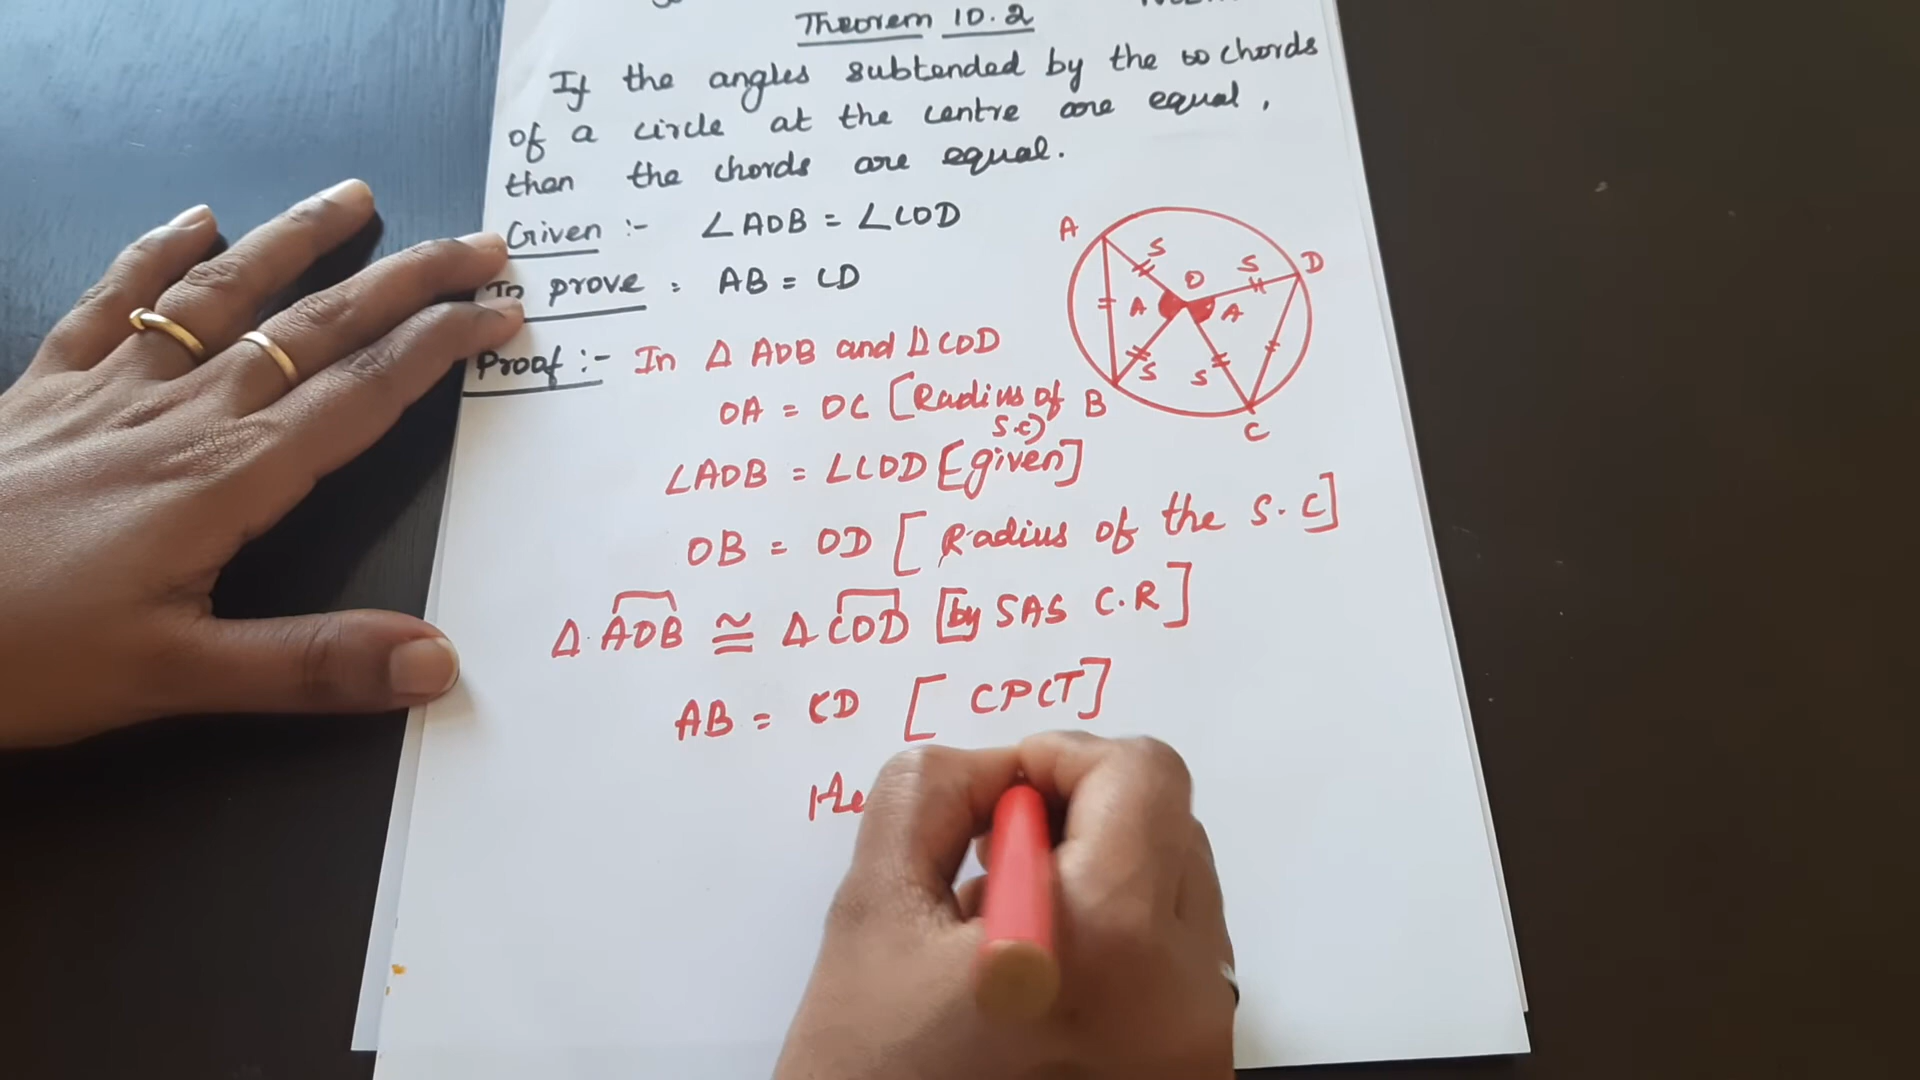 Theorem 10.2
If the angles subtended by the to chords
of a circle at the centre are equal,
then the chords are equal.
Given :- ∠AOB = ∠COD
To prove : AB = CD
Proof :- In Δ AOB and Δ COD
OA = OC [Radius of
S.C]
∠AOB = ∠COD [given]
OB = OD [Radius of the S.C]
Δ AOB ≅ Δ COD [by SAS C.R]
AB = CD [CPCT]
He
A
S
O
S
D
A
A
S
S
B
C